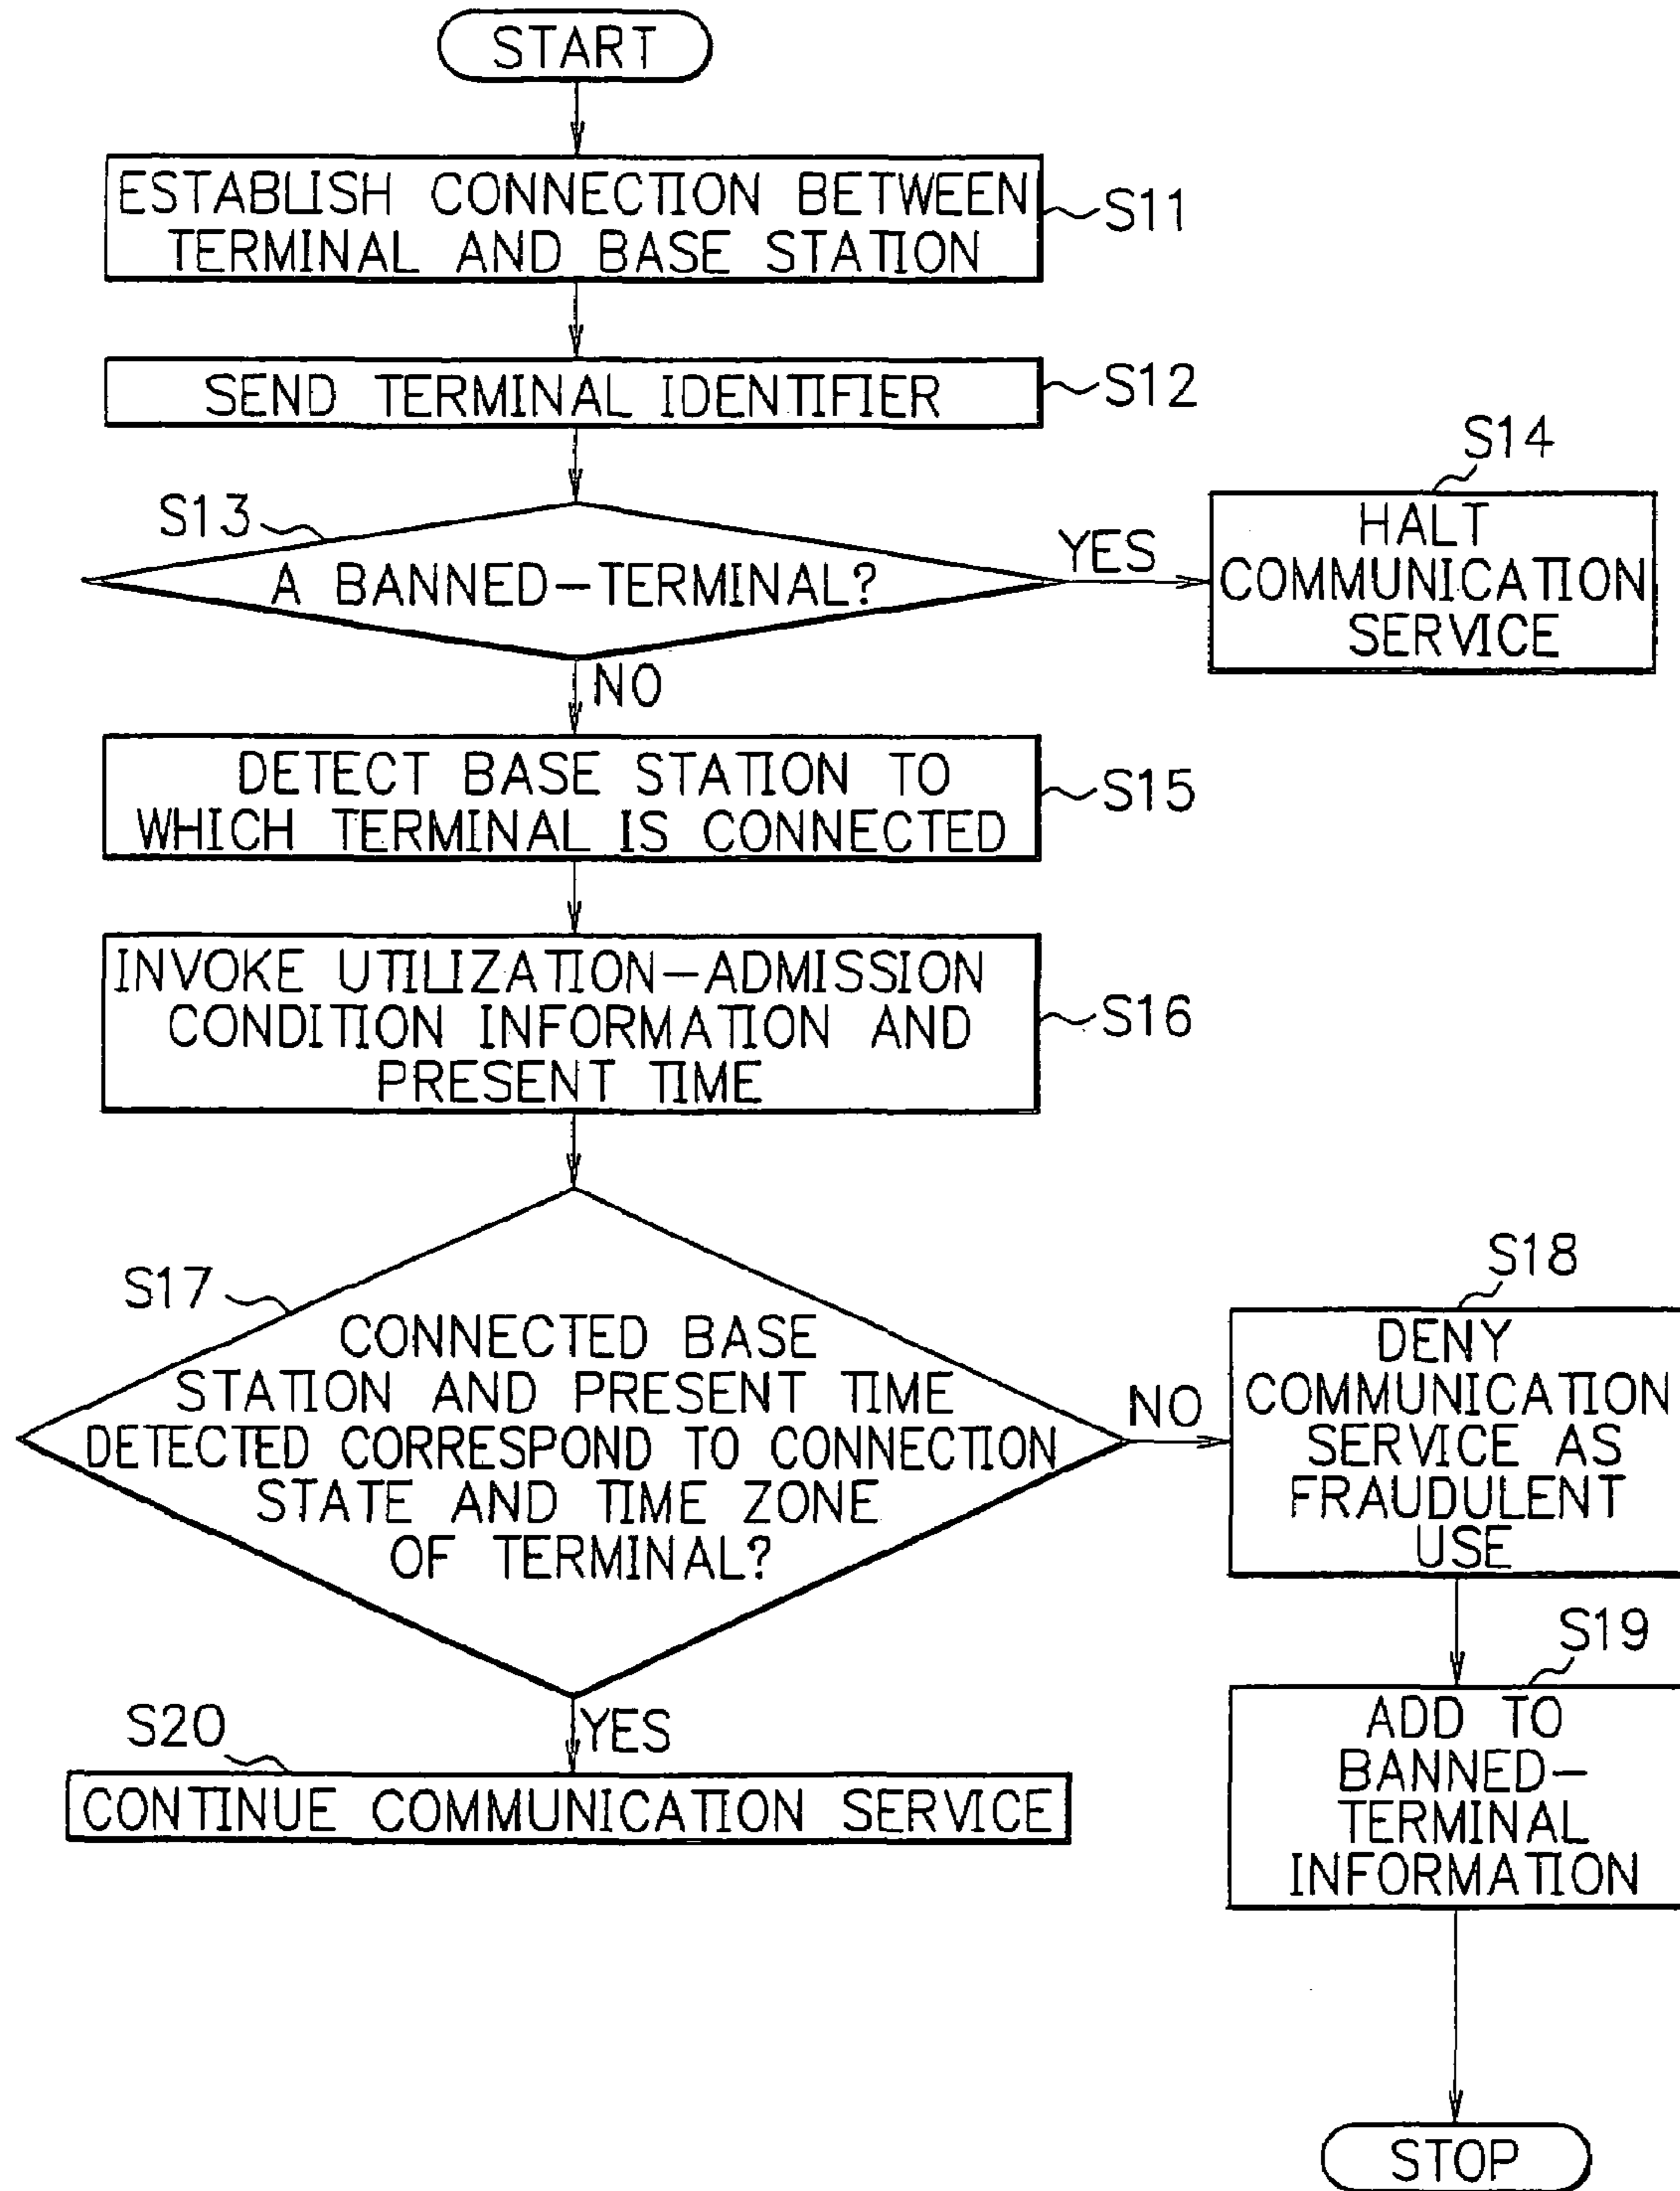 START
ESTABLISH CONNECTION BETWEEN
TERMINAL AND BASE STATION
S11
SEND TERMINAL IDENTIFIER
S12
S13
A BANNED-TERMINAL?
YES
S14
HALT
COMMUNICATION
SERVICE
NO
DETECT BASE STATION TO
WHICH TERMINAL IS CONNECTED
S15
INVOKE UTILIZATION-ADMISSION
CONDITION INFORMATION AND
PRESENT TIME
S16
S17
CONNECTED BASE
STATION AND PRESENT TIME
DETECTED CORRESPOND TO CONNECTION
STATE AND TIME ZONE
OF TERMINAL?
NO
S18
DENY
COMMUNICATION
SERVICE AS
FRAUDULENT
USE
S19
ADD TO
BANNED-
TERMINAL
INFORMATION
YES
S20
CONTINUE COMMUNICATION SERVICE
STOP